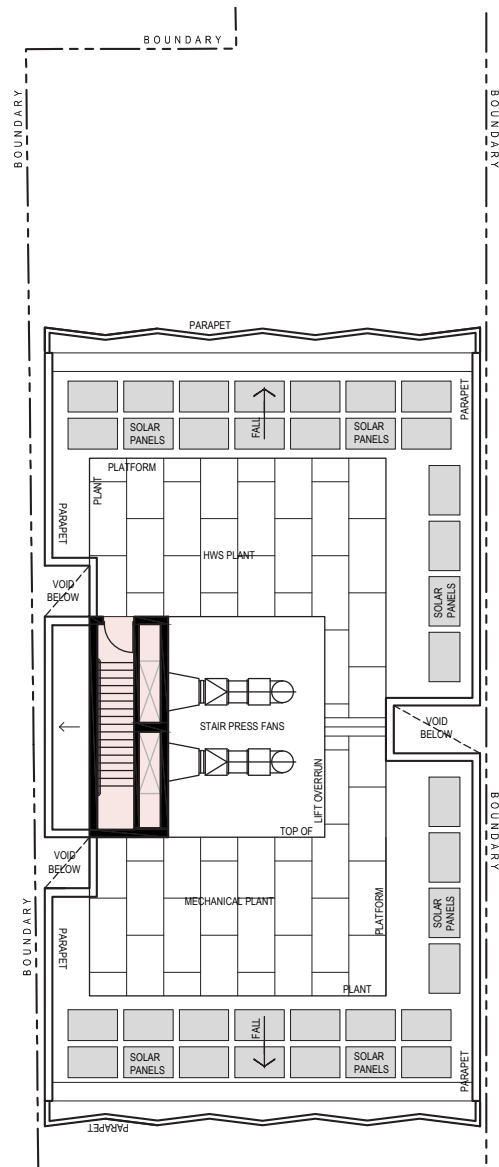 BOUNDARY
BOUNDARY
BOUNDARY
PARAPET
PARAPET
SOLAR
PANELS
FALL
SOLAR
PANELS
PLATFORM
PLANT
PARAPET
HWS PLANT
VOID
BELOW
SOLAR
PANELS
STAIR PRESS FANS
VOID
BELOW
LIFT OVERRUN
TOP OF
BOUNDARY
VOID
BELOW
MECHANICAL PLANT
PLATFORM
SOLAR
PANELS
BOUNDARY
PARAPET
PLANT
FALL
SOLAR
PANELS
SOLAR
PANELS
PARAPET
PARAPET